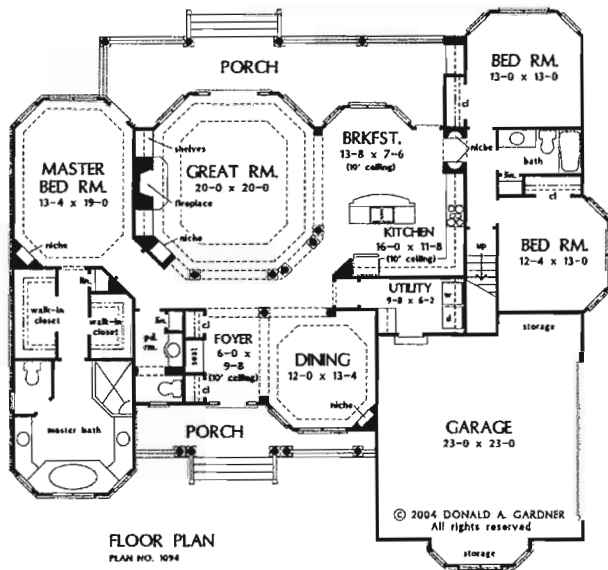 PORCH
BED RM.
13-0 x 13-0
cl
shelves
BRKFST.
13-8 x 7-6
(10' ceiling)
niche
bath
MASTER
BED RM.
13-4 x 19-0
GREAT RM.
20-0 x 20-0
fireplace
lin.
cl
niche
niche
KITCHEN
16-0 x 11-8
(10' ceiling)
up
BED RM.
12-4 x 13-0
lin.
walk-in
closet
walk-in
closet
UTILITY
9-8 x 6-2
w
d
storage
lin.
cl
pd.
rm.
FOYER
6-0
x
9-8
(10' ceiling)
seat
cl
DINING
12-0 x 13-4
niche
master bath
PORCH
GARAGE
23-0 x 23-0
© 2004 DONALD A. GARDNER
All rights reserved
FLOOR PLAN
PLAN NO. 1094
storage